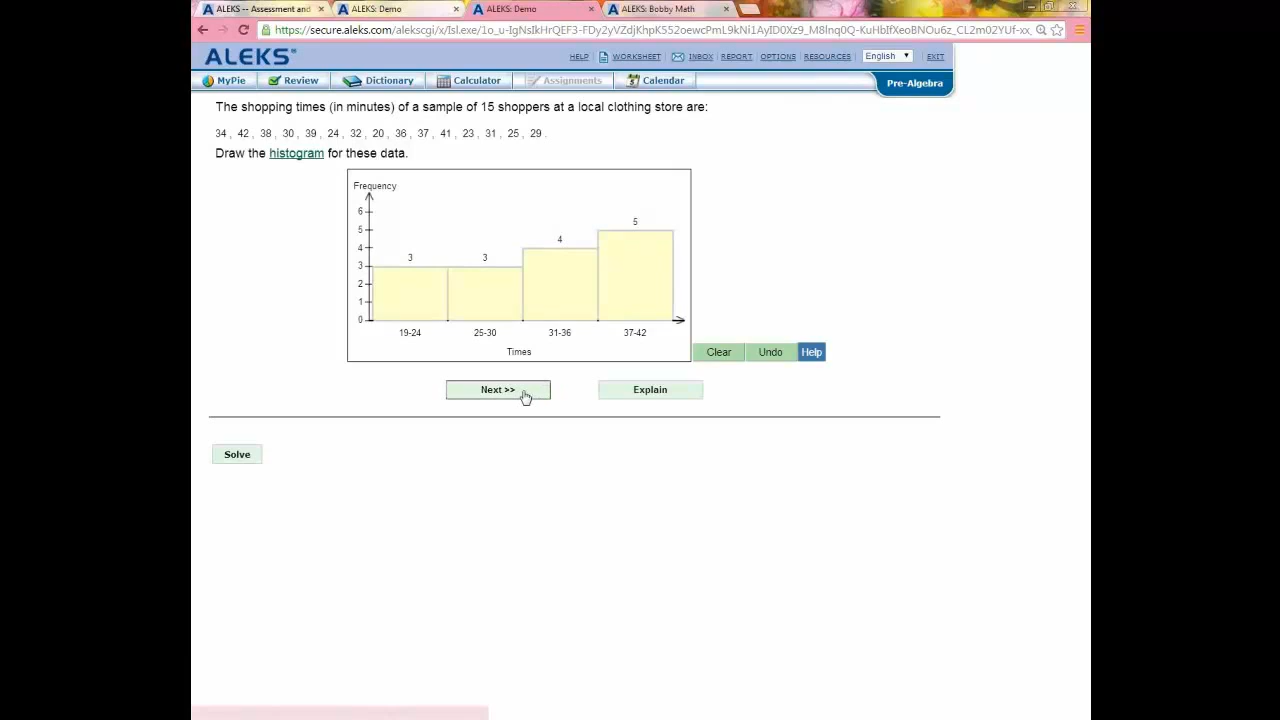 ALEKS -- Assessment and × ALEKS: Demo × ALEKS: Demo × ALEKS: Bobby Math ×
ALEKS HELP WORKSHEET INBOX REPORT OPTIONS RESOURCES English EXIT
MyPie Review Dictionary Calculator Assignments Calendar Pre-Algebra
The shopping times (in minutes) of a sample of 15 shoppers at a local clothing store are:
34 , 42 , 38 , 30 , 39 , 24 , 32 , 20 , 36 , 37 , 41 , 23 , 31 , 25 , 29 .
Draw the histogram for these data.
Frequency
6
5
4
3
2
1
0
3 3 4 5
19-24 25-30 31-36 37-42
Times
Clear Undo Help
Next >> Explain
Solve